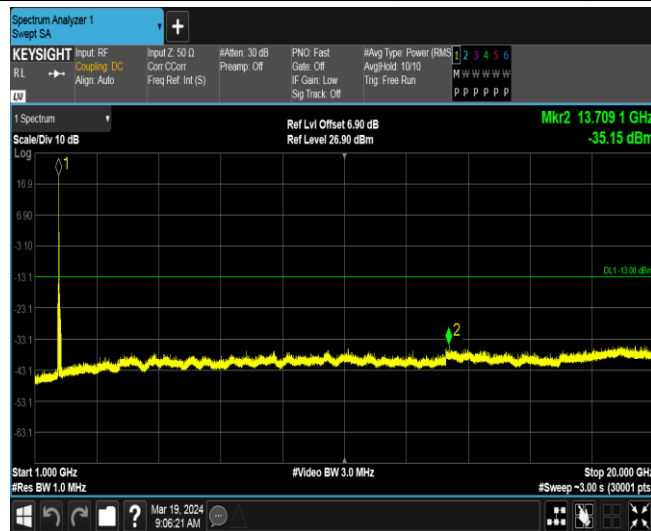 Spectrum Analyzer 1
Swept SA
+
KEYSIGHT
RL
LXI
Input: RF
Coupling: DC
Align: Auto
Input Z: 50 Ω
Corr CCorr
Freq Ref: Int (S)
#Atten: 30 dB
Preamp: Off
PNO: Fast
Gate: Off
IF Gain: Low
Sig Track: Off
#Avg Type: Power (RMS
Avg|Hold: 10/10
Trig: Free Run
1 2 3 4 5 6
M W W W W W
P P P P P P
1 Spectrum
Scale/Div 10 dB
Log
Ref Lvl Offset 6.90 dB
Ref Level 26.90 dBm
Mkr2 13.709 1 GHz
-35.15 dBm
1
16.9
6.90
-3.10
-13.1
DL1 -13.00 dBm
-23.1
-33.1
2
-43.1
-53.1
-63.1
Start 1.000 GHz
#Res BW 1.0 MHz
#Video BW 3.0 MHz
Stop 20.000 GHz
#Sweep ~3.00 s (30001 pts
?
Mar 19, 2024
9:06:21 AM